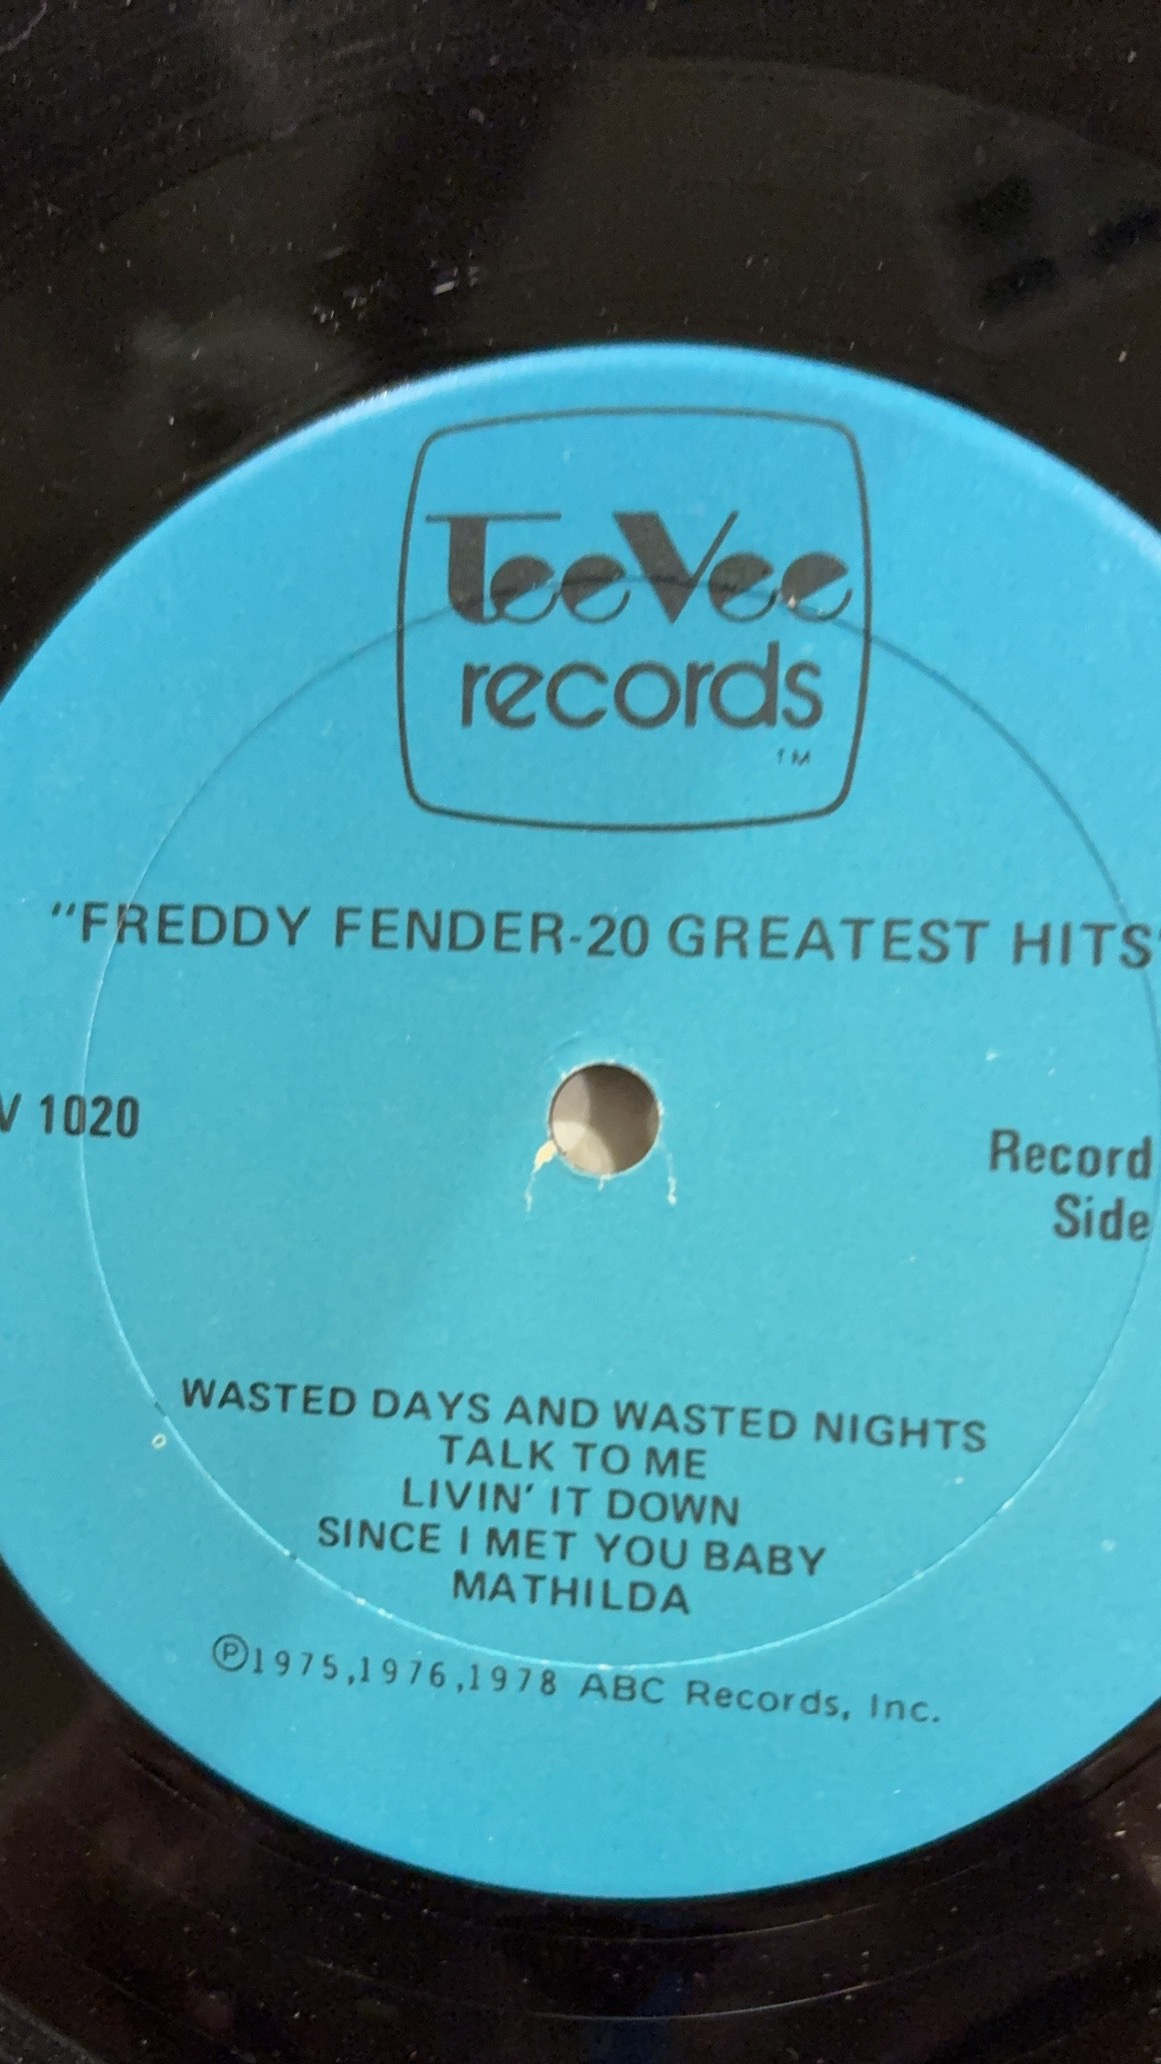 TeeVee
records
TM
"FREDDY FENDER-20 GREATEST HITS"
V 1020
Record
Side
WASTED DAYS AND WASTED NIGHTS
TALK TO ME
LIVIN' IT DOWN
SINCE I MET YOU BABY
MATHILDA
Ⓟ1975,1976,1978 ABC Records, Inc.